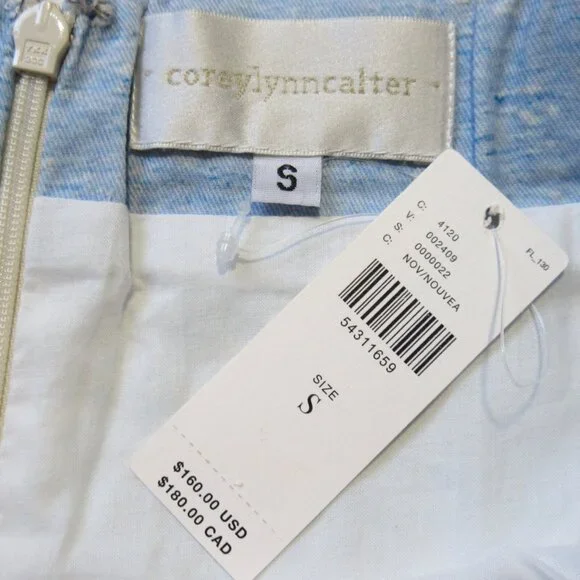 coreylynncalter
S
C: 4120
V: 002409
S: 0000022
C: NOV/NOUVEA
FL_130
54311659
SIZE
S
$160.00 USD
$180.00 CAD